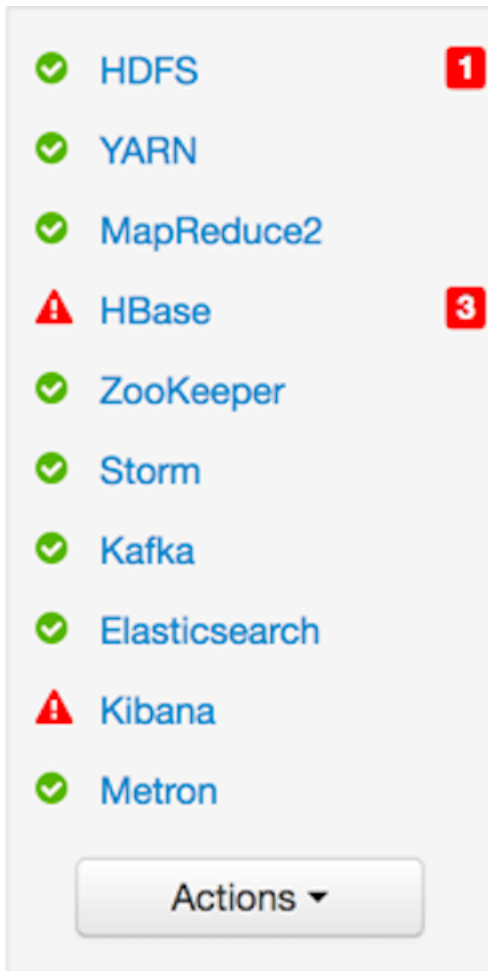 HDFS 1
YARN
MapReduce2
HBase 3
ZooKeeper
Storm
Kafka
Elasticsearch
Kibana
Metron
Actions